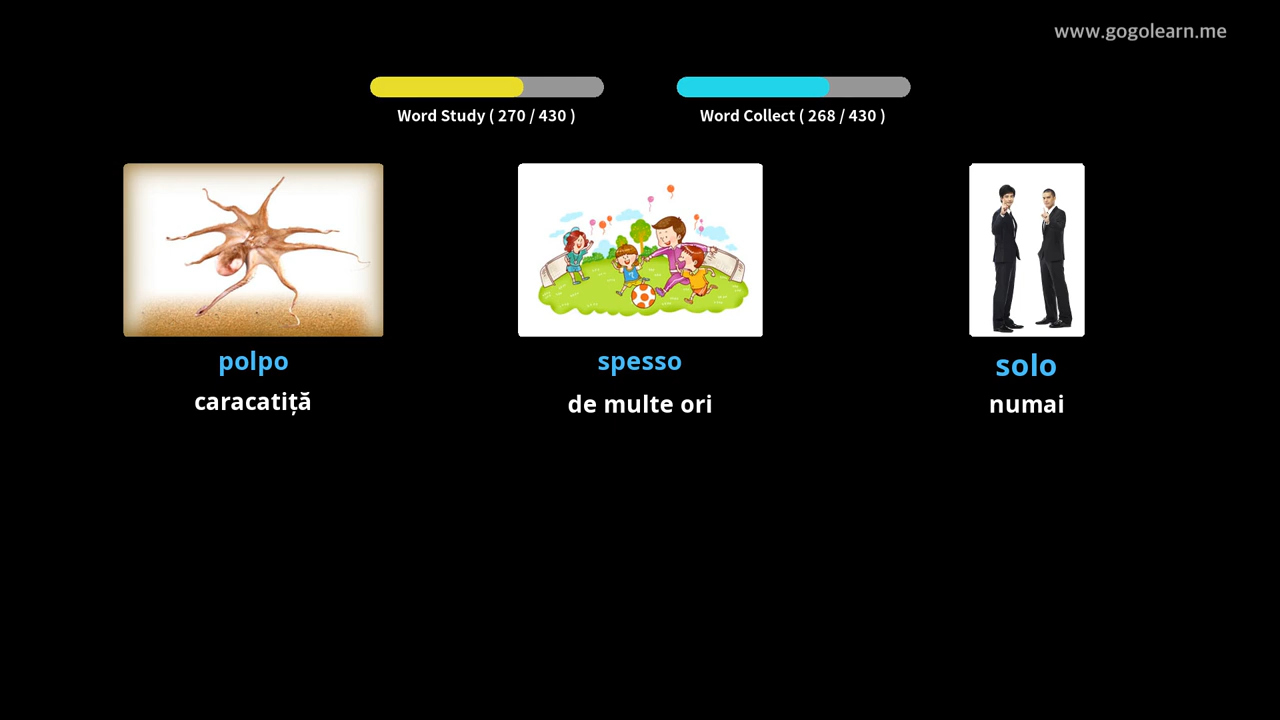 www.gogolearn.me
Word Study ( 270 / 430 )
Word Collect ( 268 / 430 )
polpo
caracatiță
spesso
de multe ori
solo
numai